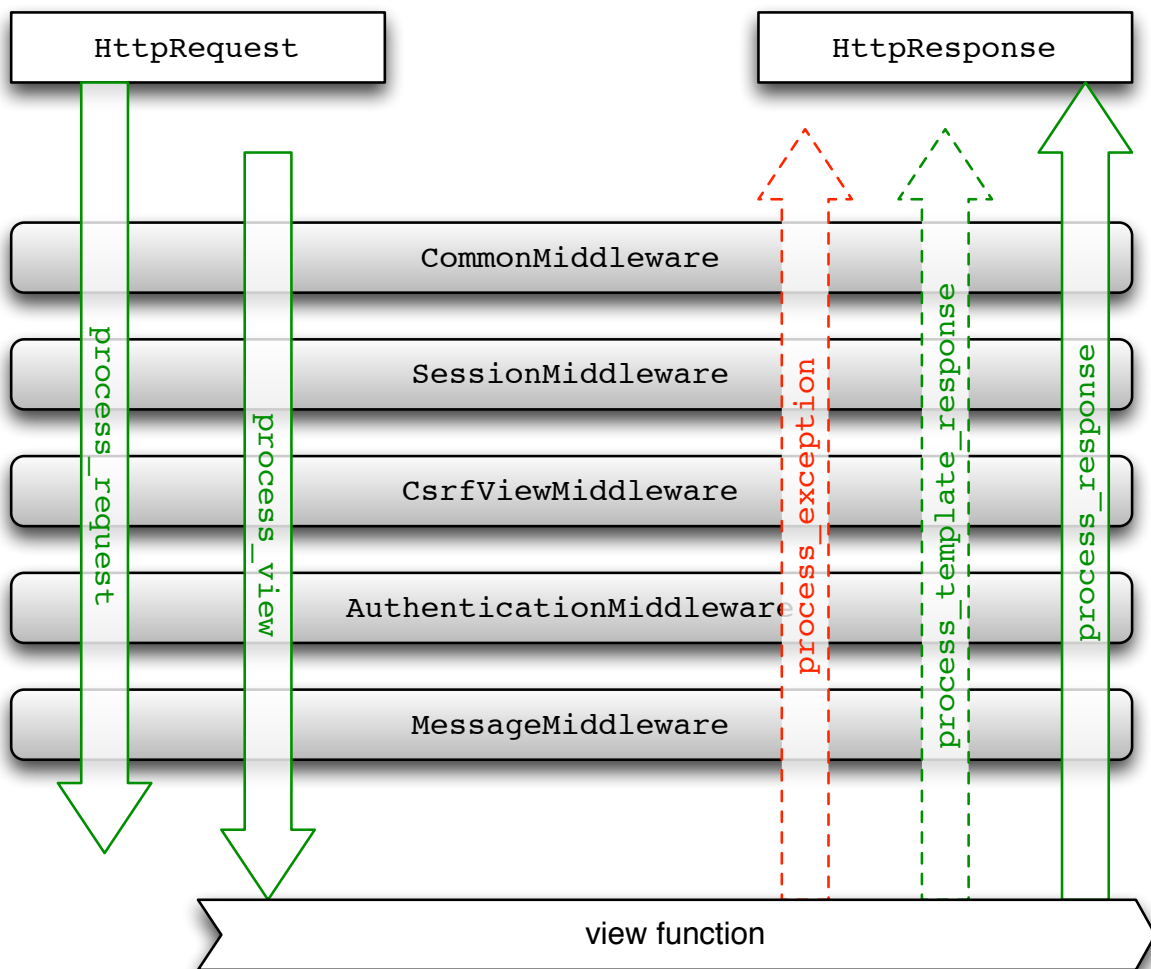 HttpRequest
HttpResponse
CommonMiddleware
SessionMiddleware
CsrfViewMiddleware
AuthenticationMiddleware
MessageMiddleware
process_request
process_view
process_exception
process_template_response
process_response
view function